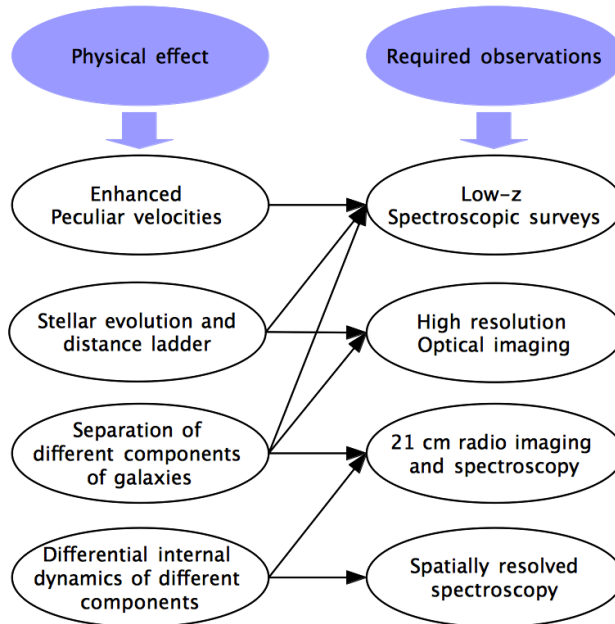 Physical effect
Required observations
Enhanced
Peculiar velocities
Low-z
Spectroscopic surveys
Stellar evolution and
distance ladder
High resolution
Optical imaging
Separation of
different components
of galaxies
21 cm radio imaging
and spectroscopy
Differential internal
dynamics of different
components
Spatially resolved
spectroscopy